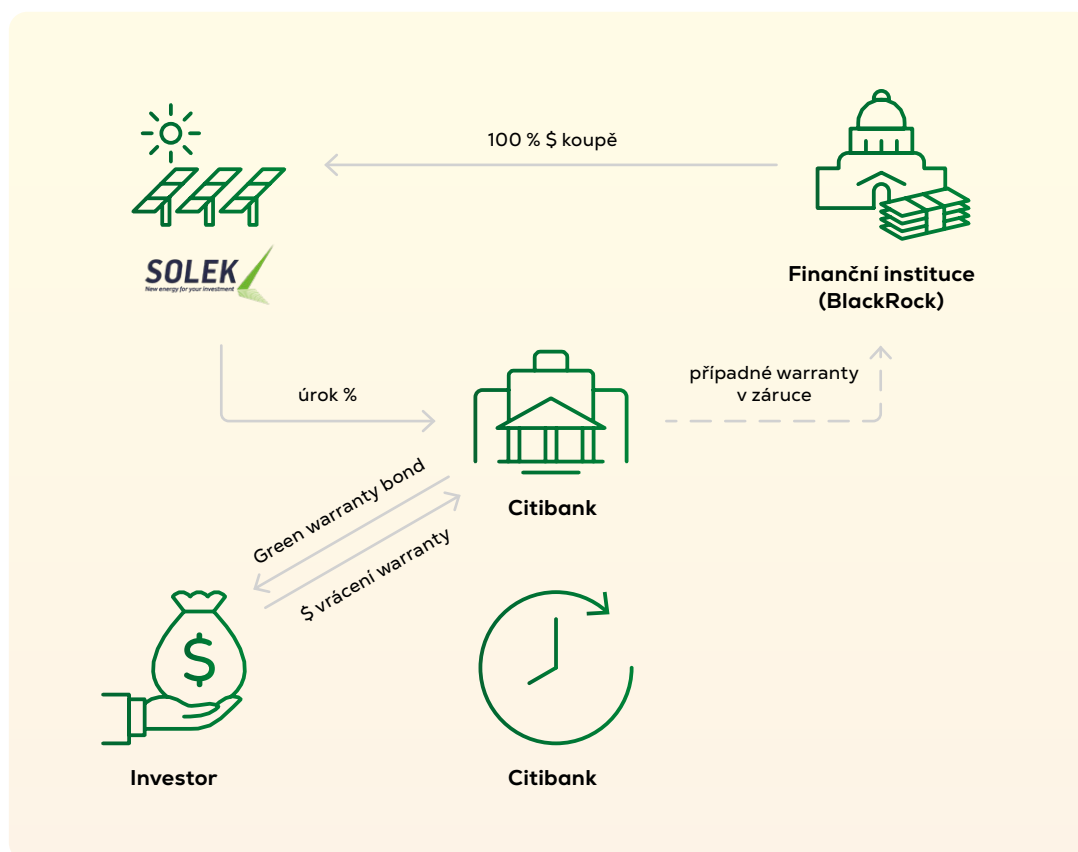 100 % $ koupě
SOLEK
New energy for your investment
Finanční instituce
(BlackRock)
úrok %
případné warranty
v záruce
Citibank
Green warranty bond
$ vrácení warranty
$
Investor
Citibank